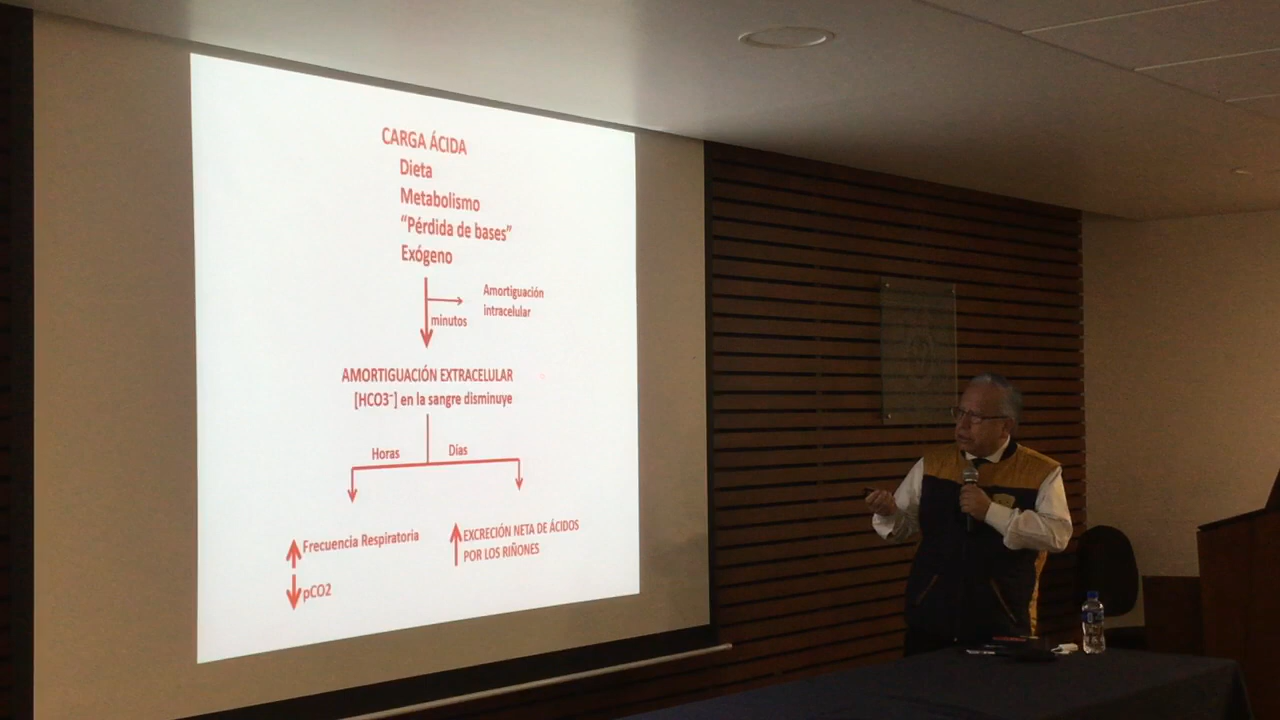 CARGA ÁCIDA
Dieta
Metabolismo
“Pérdida de bases”
Exógeno
Amortiguación
intracelular
minutos
AMORTIGUACIÓN EXTRACELULAR
[HCO3⁻] en la sangre disminuye
Horas
Días
Frecuencia Respiratoria
pCO2
EXCRECIÓN NETA DE ÁCIDOS
POR LOS RIÑONES